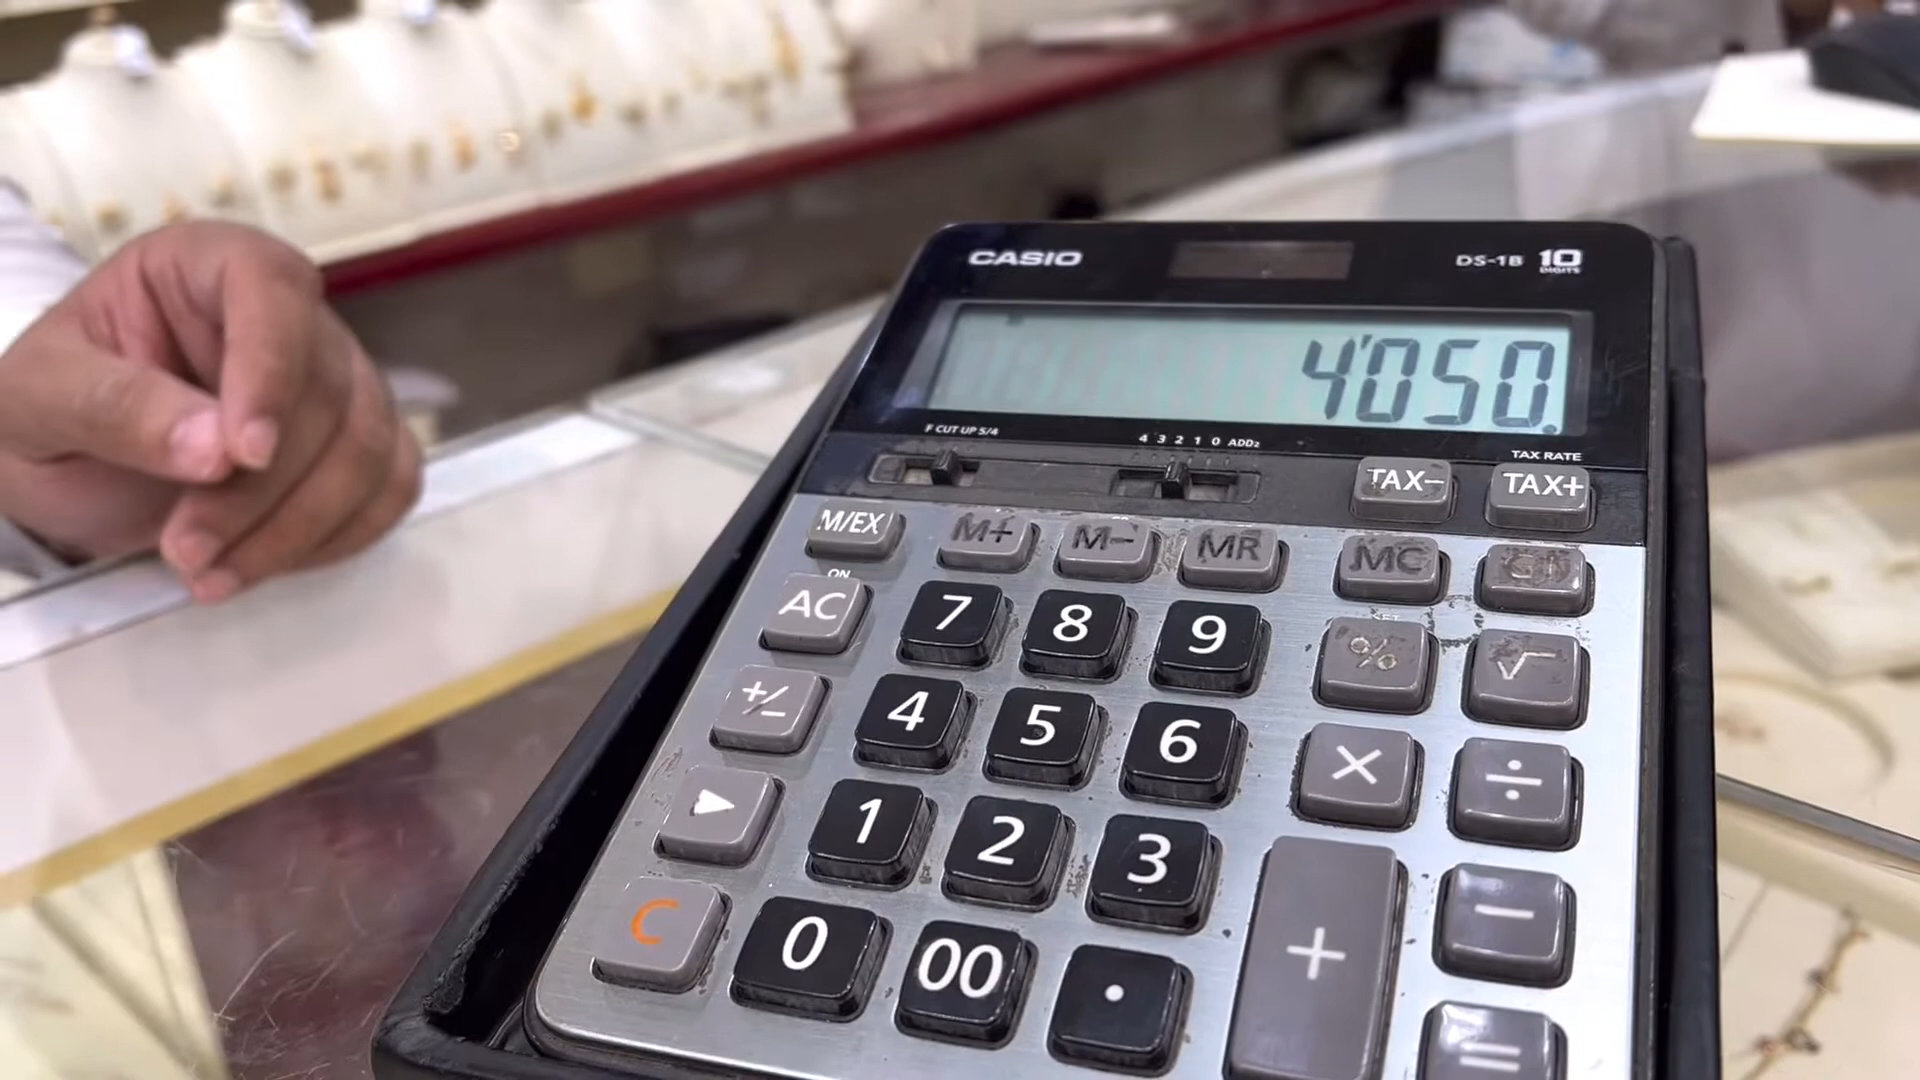 CASIO
DS-1B 10 DIGITS
4'050.
F CUT UP 5/4
4 3 2 1 0 ADD2
TAX RATE
TAX− TAX+
M/EX M+ M− MR MC
ON
AC 7 8 9 % √
+/− 4 5 6 × ÷
▶ 1 2 3 + −
C 0 00 · =